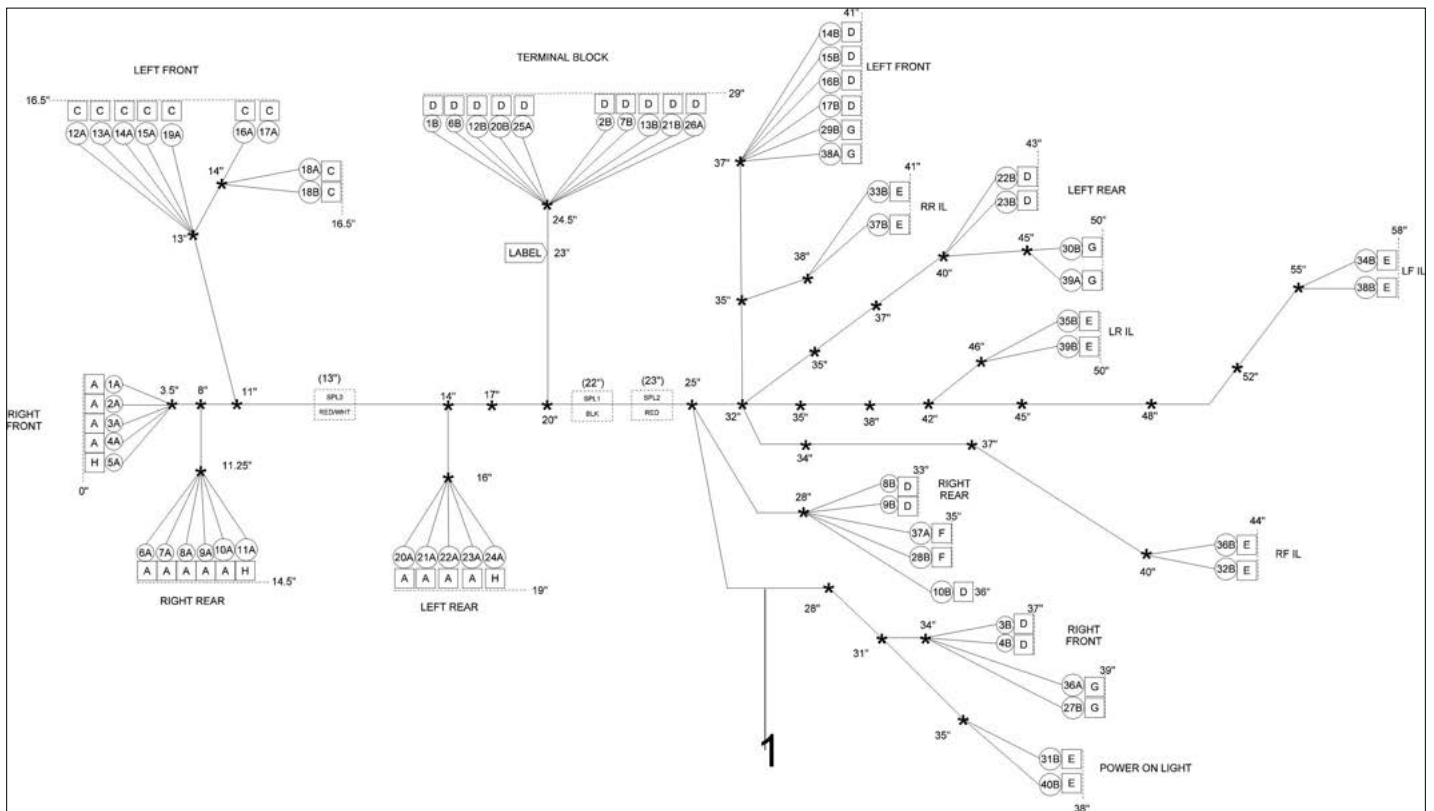 LEFT FRONT
16.5"
C C C C C C C
12A 13A 14A 15A 19A 16A 17A
14"
18A C
18B C
16.5"
13"
TERMINAL BLOCK
29"
D D D D D D D D D D
1B 6B 12B 20B 25A 2B 7B 13B 21B 26A
24.5"
LABEL 23"
41"
14B D
15B D
16B D
17B D
29B G
38A G
LEFT FRONT
37"
41"
33B E
37B E
RR IL
38"
35"
43"
22B D
23B D
LEFT REAR
50"
45"
30B G
39A G
40"
37"
35"
58"
55"
34B E
38B E
LF IL
52"
35B E
39B E
LR IL
46"
50"
RIGHT
FRONT
A 1A
A 2A
A 3A
A 4A
H 5A
0"
3.5" 8" 11"
(13")
SPL3
RED/WHT
14" 17" 20"
(22")
SPL1
BLK
(23")
SPL2
RED
25" 32" 35" 38" 42" 45" 48"
11.25"
6A 7A 8A 9A 10A 11A
A A A A A H
14.5"
RIGHT REAR
16"
20A 21A 22A 23A 24A
A A A A H
19"
LEFT REAR
34" 37"
44"
36B E
32B E
RF IL
40"
33"
8B D
9B D
RIGHT
REAR
28"
35"
37A F
28B F
10B D 36"
28"
37"
3B D
4B D
RIGHT
FRONT
34"
31"
39"
36A G
27B G
35"
31B E
40B E
POWER ON LIGHT
38"
1